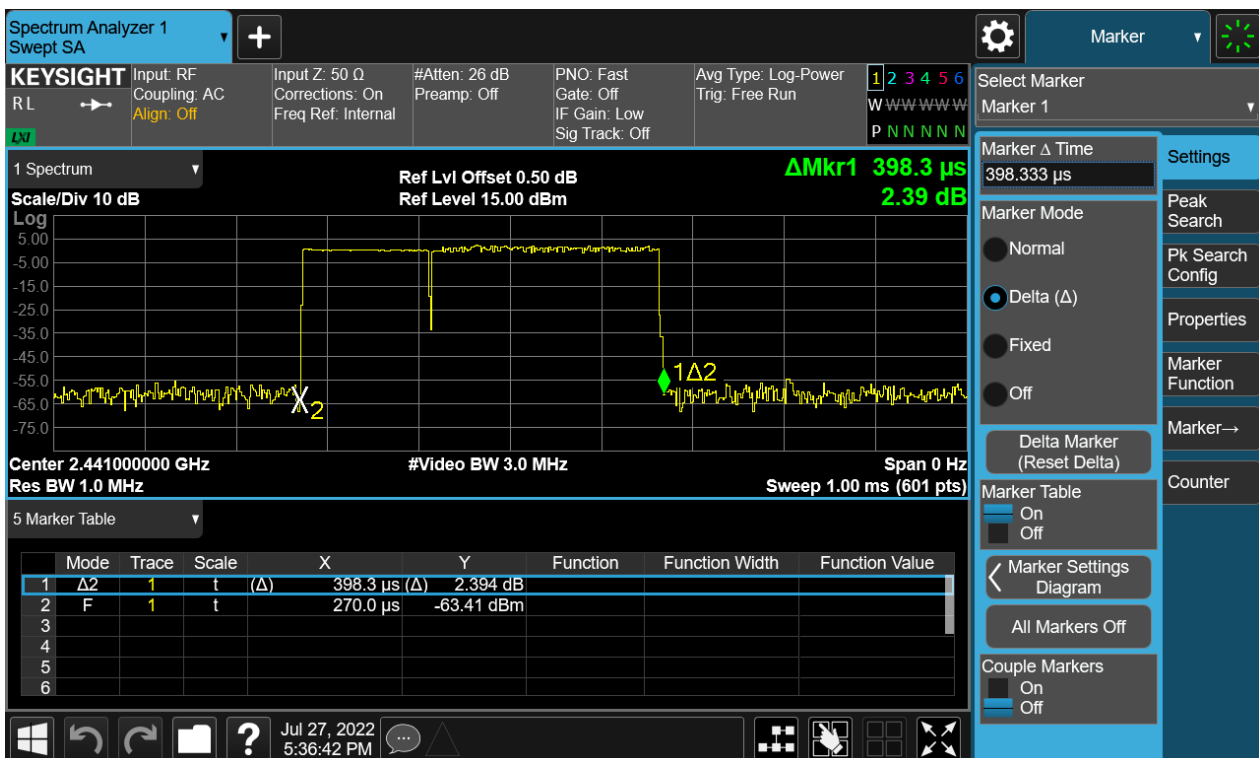 Spectrum Analyzer 1
Swept SA
+
Marker
KEYSIGHT
R L
LXI
Input: RF
Coupling: AC
Align: Off
Input Z: 50 Ω
Corrections: On
Freq Ref: Internal
#Atten: 26 dB
Preamp: Off
PNO: Fast
Gate: Off
IF Gain: Low
Sig Track: Off
Avg Type: Log-Power
Trig: Free Run
1 2 3 4 5 6
W W W W W W
P N N N N N
Select Marker
Marker 1
1 Spectrum
Scale/Div 10 dB
Ref Lvl Offset 0.50 dB
Ref Level 15.00 dBm
ΔMkr1 398.3 µs
2.39 dB
Log
5.00
-5.00
-15.0
-25.0
-35.0
-45.0
-55.0
-65.0
-75.0
X2
1Δ2
Center 2.441000000 GHz
#Video BW 3.0 MHz
Span 0 Hz
Res BW 1.0 MHz
Sweep 1.00 ms (601 pts)
5 Marker Table
Mode Trace Scale X Y Function Function Width Function Value
1 Δ2 1 t (Δ) 398.3 µs (Δ) 2.394 dB
2 F 1 t 270.0 µs -63.41 dBm
3
4
5
6
Marker Δ Time
398.333 µs
Marker Mode
Normal
Delta (Δ)
Fixed
Off
Delta Marker
(Reset Delta)
Marker Table
On
Off
Marker Settings
Diagram
All Markers Off
Couple Markers
On
Off
Settings
Peak
Search
Pk Search
Config
Properties
Marker
Function
Marker→
Counter
?
Jul 27, 2022
5:36:42 PM